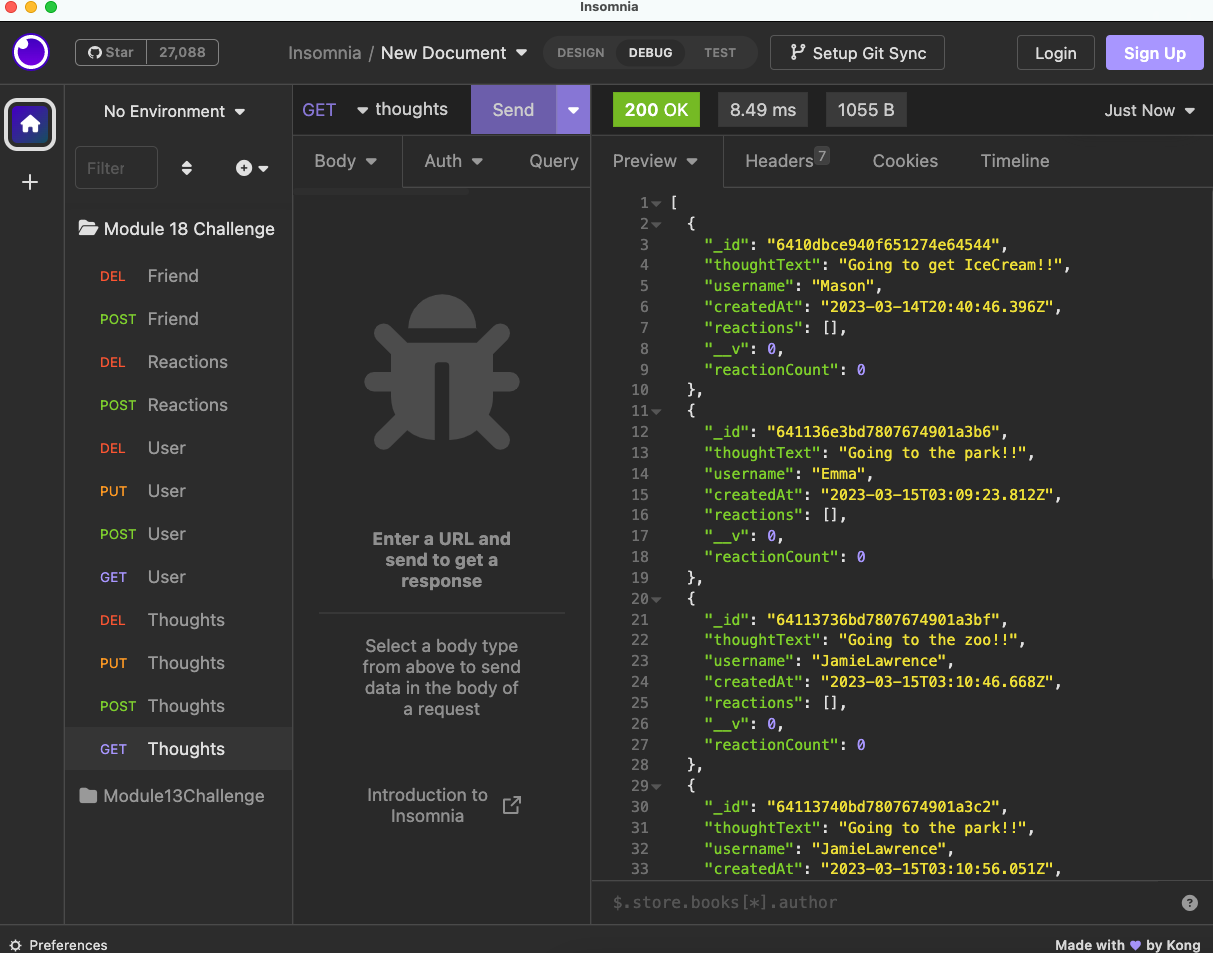 Insomnia
Star 27,088
Insomnia / New Document
DESIGN DEBUG TEST
Setup Git Sync
Login
Sign Up
No Environment
Filter
Module 18 Challenge
DEL Friend
POST Friend
DEL Reactions
POST Reactions
DEL User
PUT User
POST User
GET User
DEL Thoughts
PUT Thoughts
POST Thoughts
GET Thoughts
Module13Challenge
GET thoughts Send
Body Auth Query
Enter a URL and
send to get a
response
Select a body type
from above to send
data in the body of
a request
Introduction to
Insomnia
200 OK 8.49 ms 1055 B Just Now
Preview Headers 7 Cookies Timeline
1 [
2 {
3 "_id": "6410dbce940f651274e64544",
4 "thoughtText": "Going to get IceCream!!",
5 "username": "Mason",
6 "createdAt": "2023-03-14T20:40:46.396Z",
7 "reactions": [],
8 "__v": 0,
9 "reactionCount": 0
10 },
11 {
12 "_id": "641136e3bd7807674901a3b6",
13 "thoughtText": "Going to the park!!",
14 "username": "Emma",
15 "createdAt": "2023-03-15T03:09:23.812Z",
16 "reactions": [],
17 "__v": 0,
18 "reactionCount": 0
19 },
20 {
21 "_id": "64113736bd7807674901a3bf",
22 "thoughtText": "Going to the zoo!!",
23 "username": "JamieLawrence",
24 "createdAt": "2023-03-15T03:10:46.668Z",
25 "reactions": [],
26 "__v": 0,
27 "reactionCount": 0
28 },
29 {
30 "_id": "64113740bd7807674901a3c2",
31 "thoughtText": "Going to the park!!",
32 "username": "JamieLawrence",
33 "createdAt": "2023-03-15T03:10:56.051Z",
$.store.books[*].author
?
Preferences
Made with ♥ by Kong